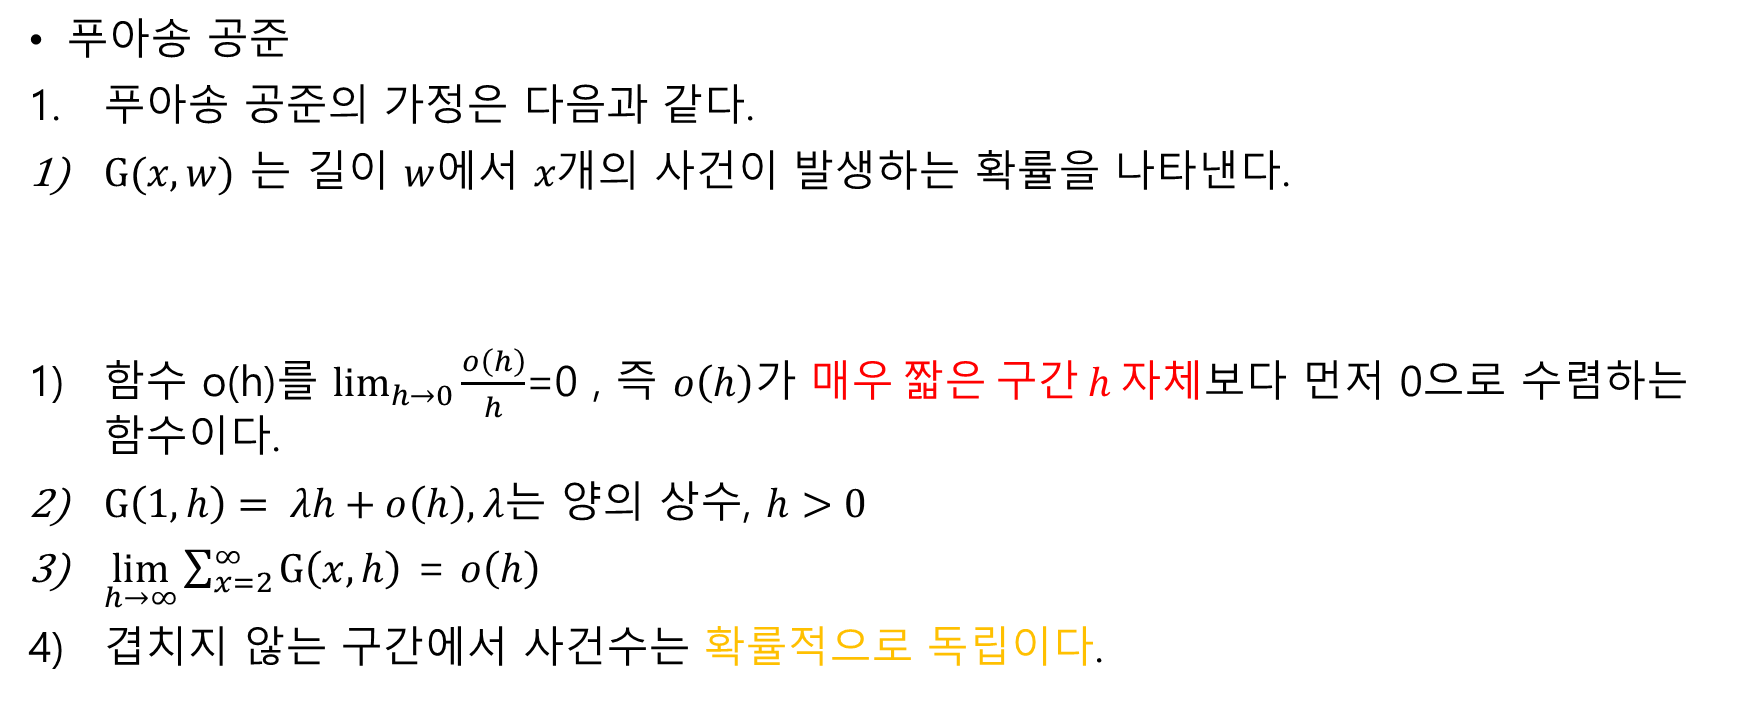 • 푸아송 공준
1. 푸아송 공준의 가정은 다음과 같다.
1) G(x, w) 는 길이 w에서 x개의 사건이 발생하는 확률을 나타낸다.
1) 함수 o(h)를 lim_{h→0} \frac{o(h)}{h}=0 , 즉 o(h)가 매우 짧은 구간 h 자체보다 먼저 0으로 수렴하는
함수이다.
2) G(1, h) = λh + o(h), λ는 양의 상수, h > 0
3) lim_{h→∞} ∑_{x=2}^{∞} G(x, h) = o(h)
4) 겹치지 않는 구간에서 사건수는 확률적으로 독립이다.